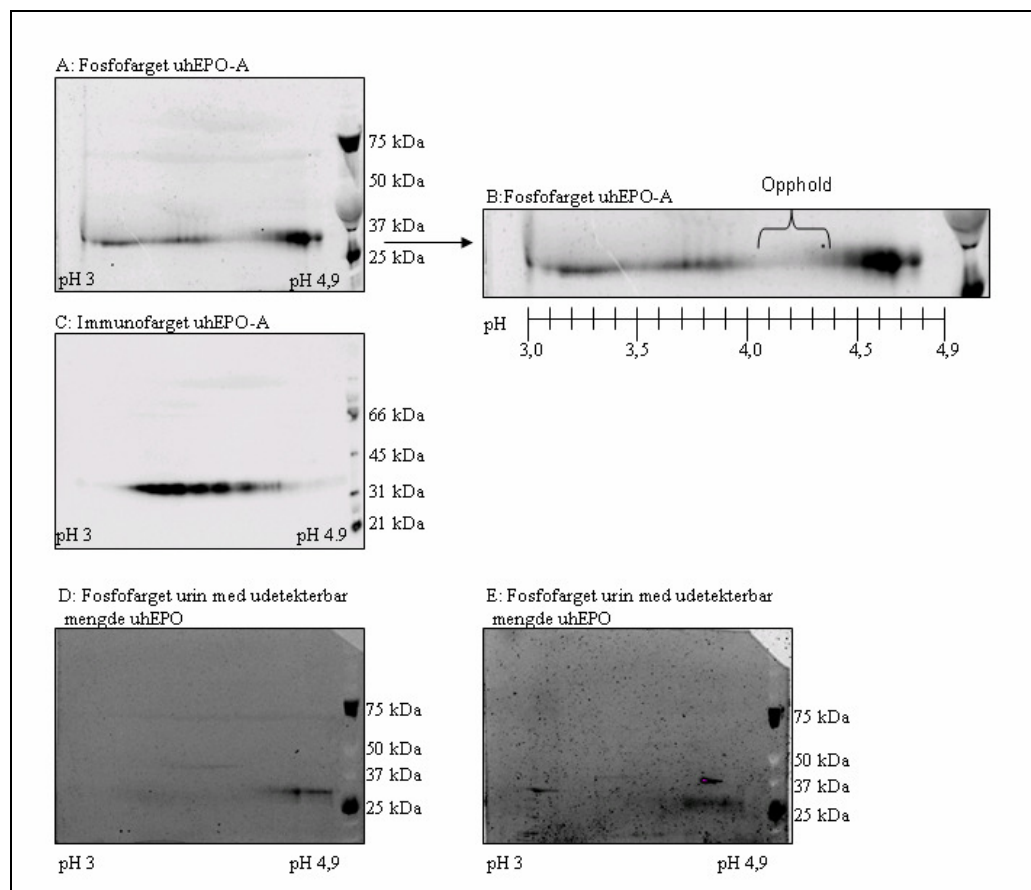 A: Fosfofarget uhEPO-A
75 kDa
50 kDa
37 kDa
25 kDa
pH 3
pH 4,9
B:Fosfofarget uhEPO-A
Opphold
pH
3,0
3,5
4,0
4,5
4,9
C: Immunofarget uhEPO-A
66 kDa
45 kDa
31 kDa
21 kDa
pH 3
pH 4.9
D: Fosfofarget urin med udetekterbar
mengde uhEPO
75 kDa
50 kDa
37 kDa
25 kDa
pH 3
pH 4,9
E: Fosfofarget urin med udetekterbar
mengde uhEPO
75 kDa
50 kDa
37 kDa
25 kDa
pH 3
pH 4,9